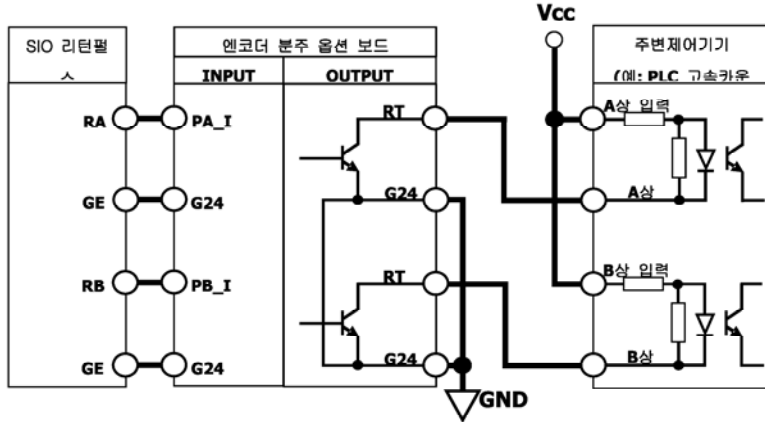 Vcc
SIO 리턴펄
ㅅ
엔코더 분주 옵션 보드
INPUT
OUTPUT
주변제어기기
(예: PLC 고속카운
RA
PA_I
RT
A상 입력
GE
G24
G24
A상
RB
PB_I
RT
B상 입력
GE
G24
G24
B상
GND